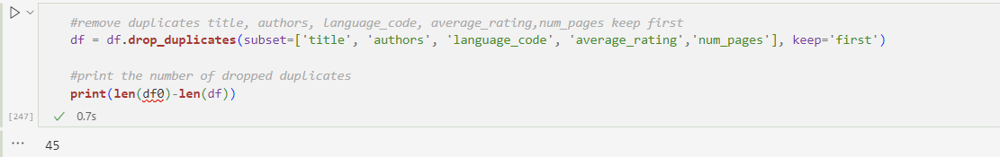 #remove duplicates title, authors, language_code, average_rating,num_pages keep first
df = df.drop_duplicates(subset=['title', 'authors', 'language_code', 'average_rating','num_pages'], keep='first')
#print the number of dropped duplicates
print(len(df0)-len(df))
[247] 0.7s
45